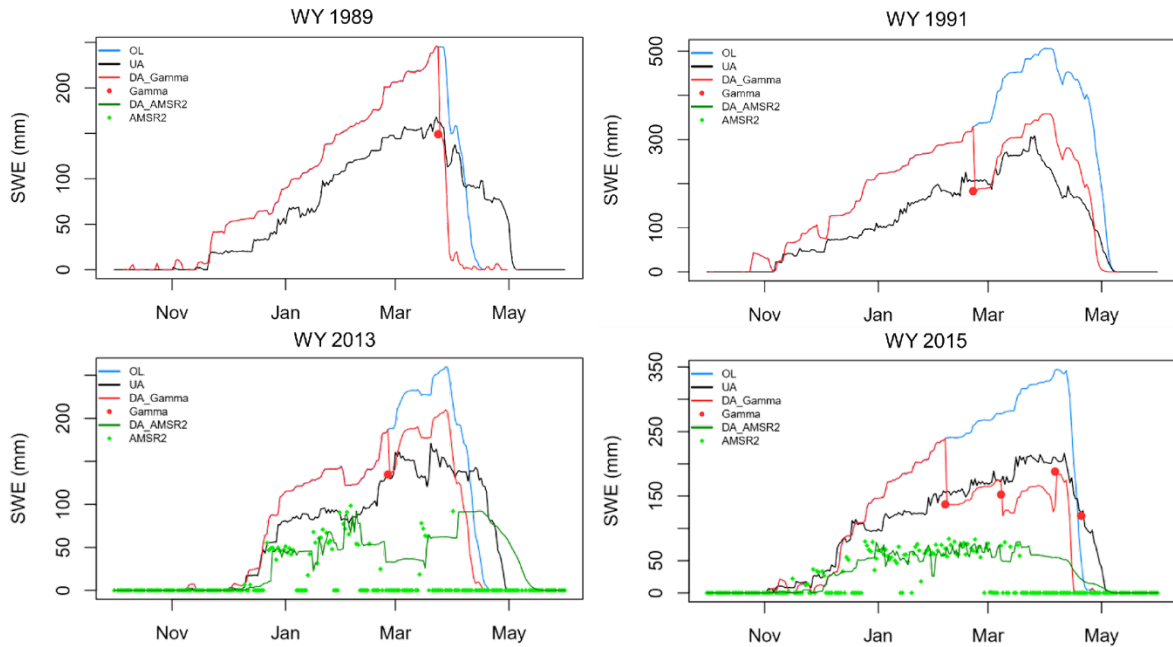 WY 1989
SWE (mm)
0
50
100
200
OL
UA
DA_Gamma
Gamma
DA_AMSR2
AMSR2
Nov
Jan
Mar
May
WY 1991
SWE (mm)
0
100
300
500
OL
UA
DA_Gamma
Gamma
DA_AMSR2
AMSR2
Nov
Jan
Mar
May
WY 2013
SWE (mm)
0
50
100
200
OL
UA
DA_Gamma
Gamma
DA_AMSR2
AMSR2
Nov
Jan
Mar
May
WY 2015
SWE (mm)
0
50
150
250
350
OL
UA
DA_Gamma
Gamma
DA_AMSR2
AMSR2
Nov
Jan
Mar
May